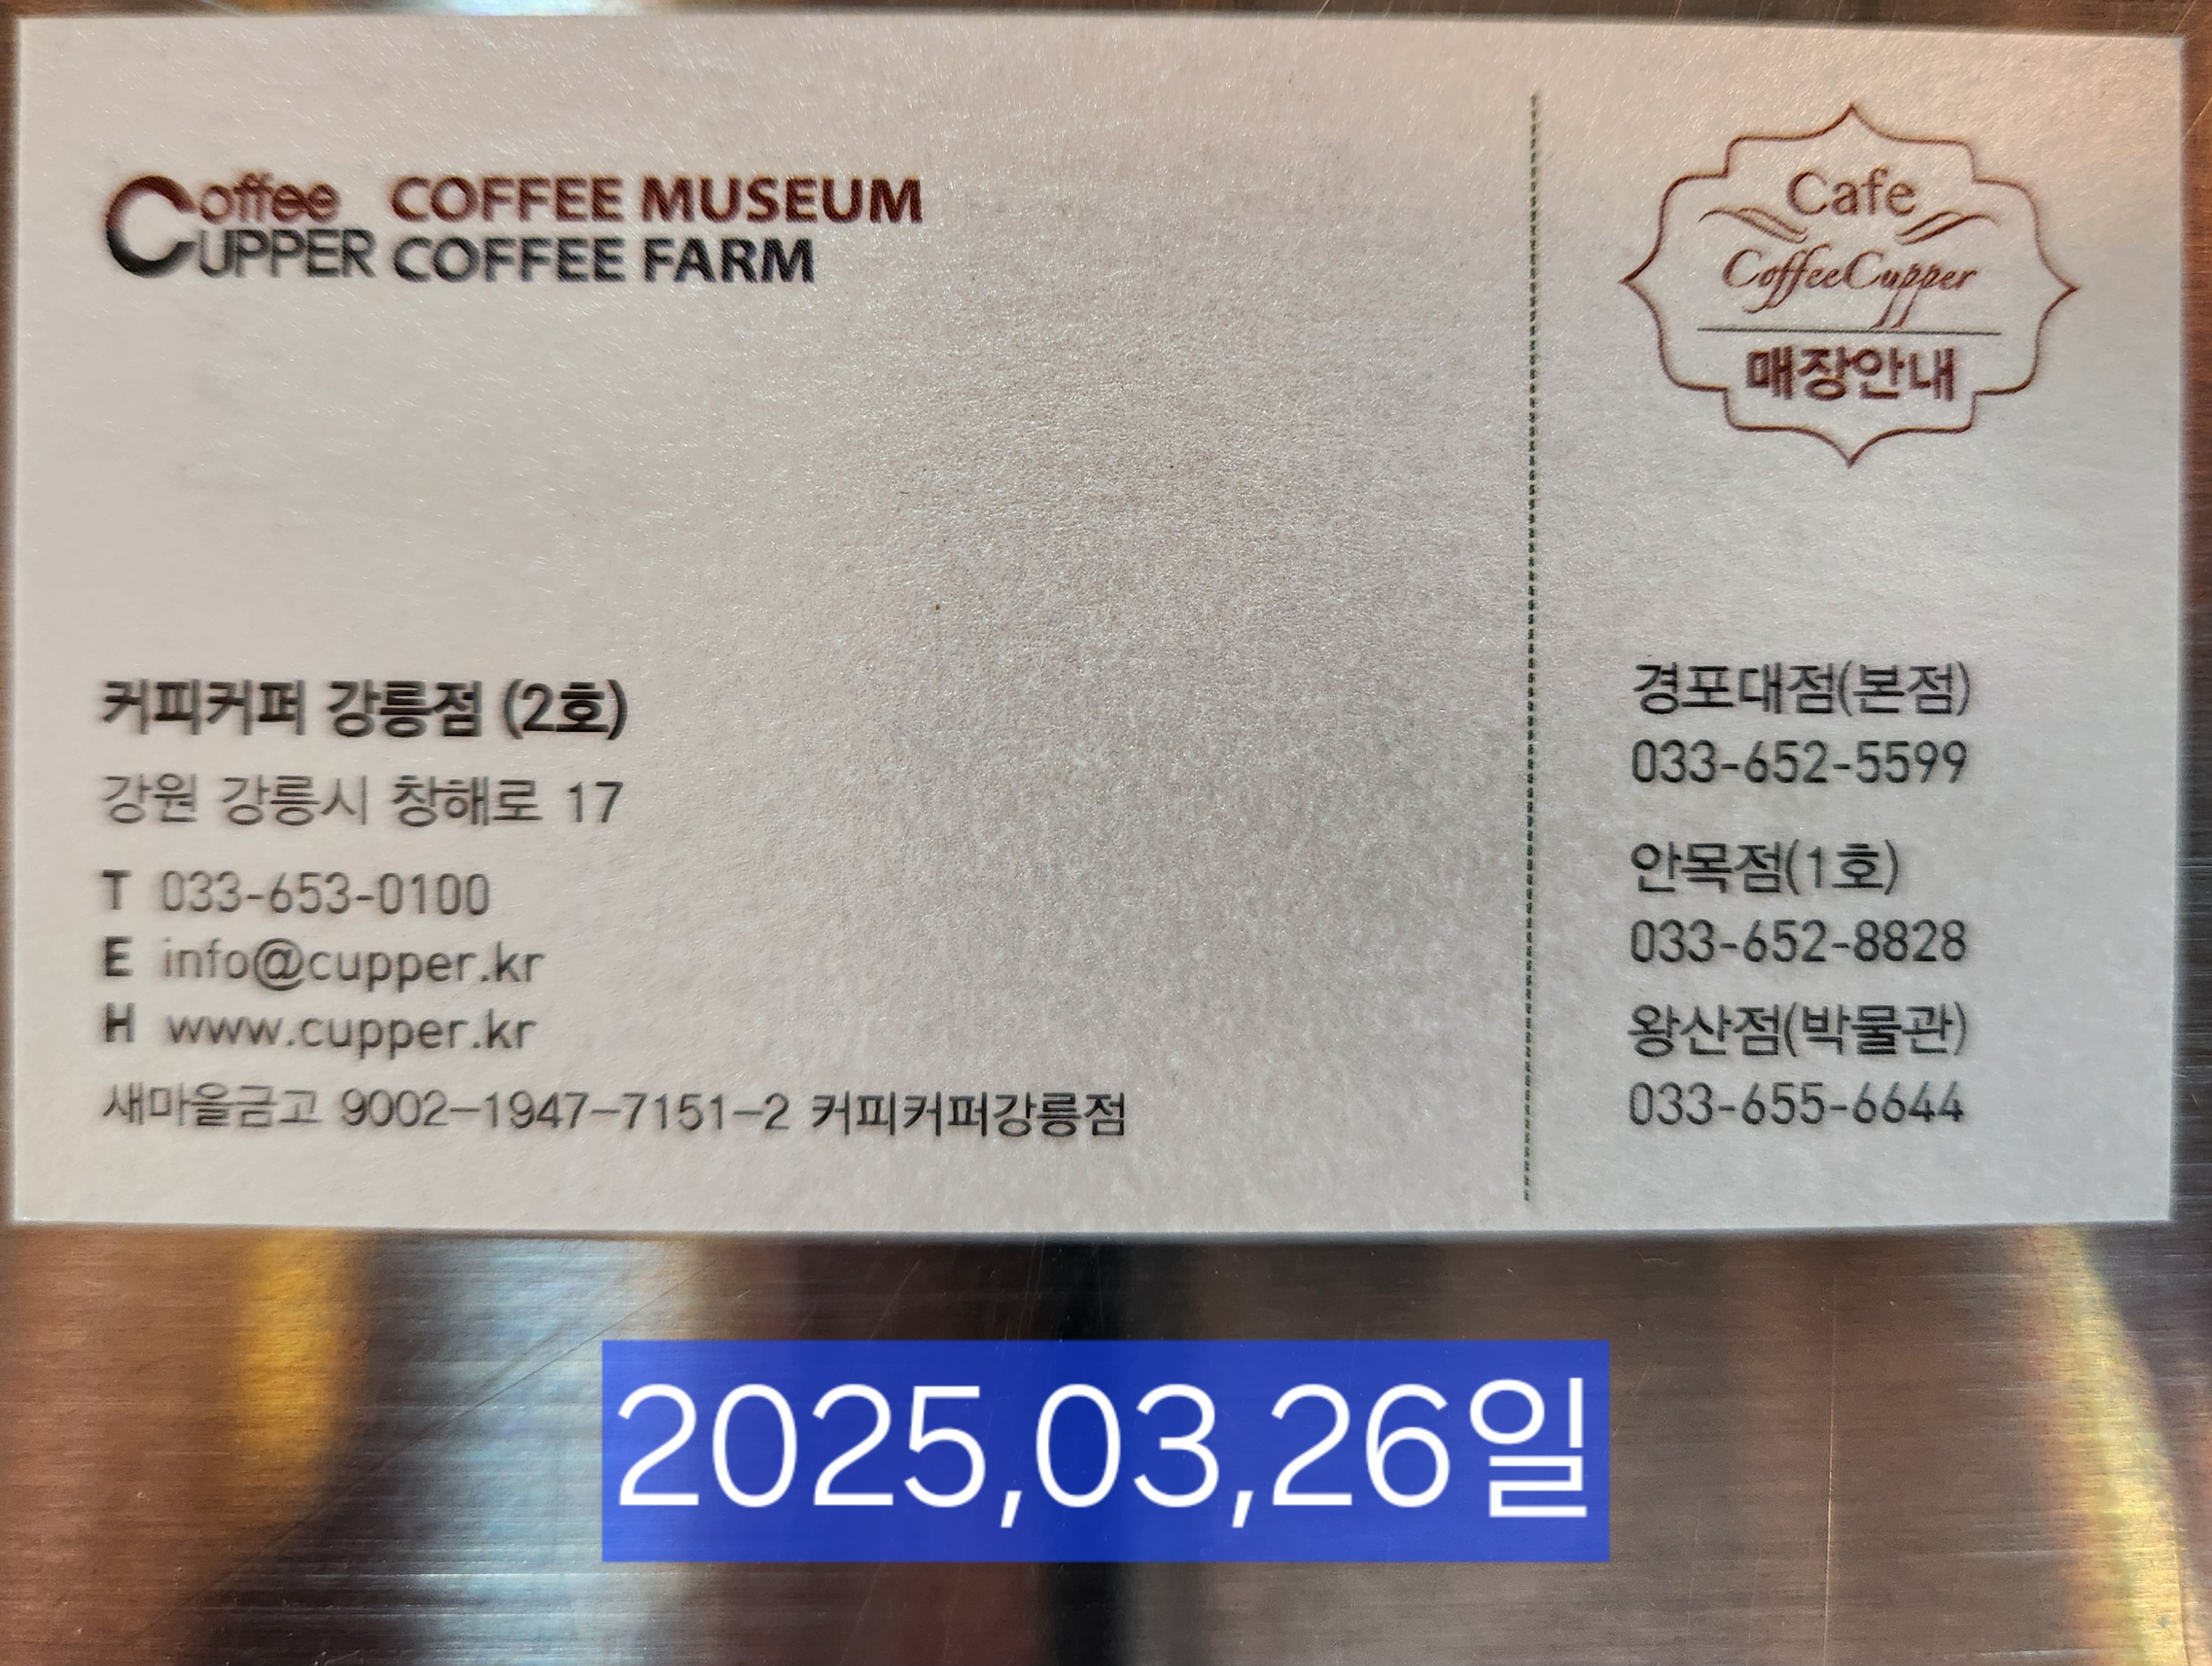 Coffee CUPPER
COFFEE MUSEUM
COFFEE FARM
커피커퍼 강릉점 (2호)
강원 강릉시 창해로 17
T 033-653-0100
E info@cupper.kr
H www.cupper.kr
새마을금고 9002-1947-7151-2 커피커퍼강릉점
Cafe
CoffeeCupper
매장안내
경포대점(본점)
033-652-5599
안목점(1호)
033-652-8828
왕산점(박물관)
033-655-6644
2025,03,26일